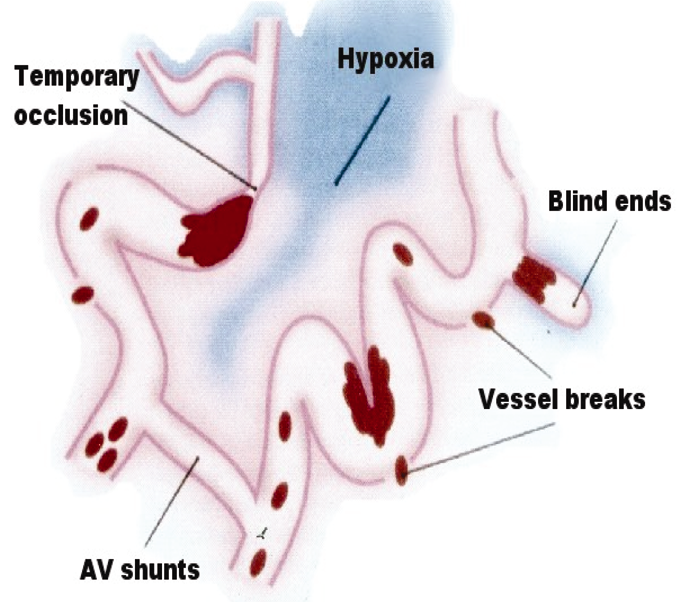 Hypoxia
Temporary
occlusion
Blind ends
Vessel breaks
AV shunts